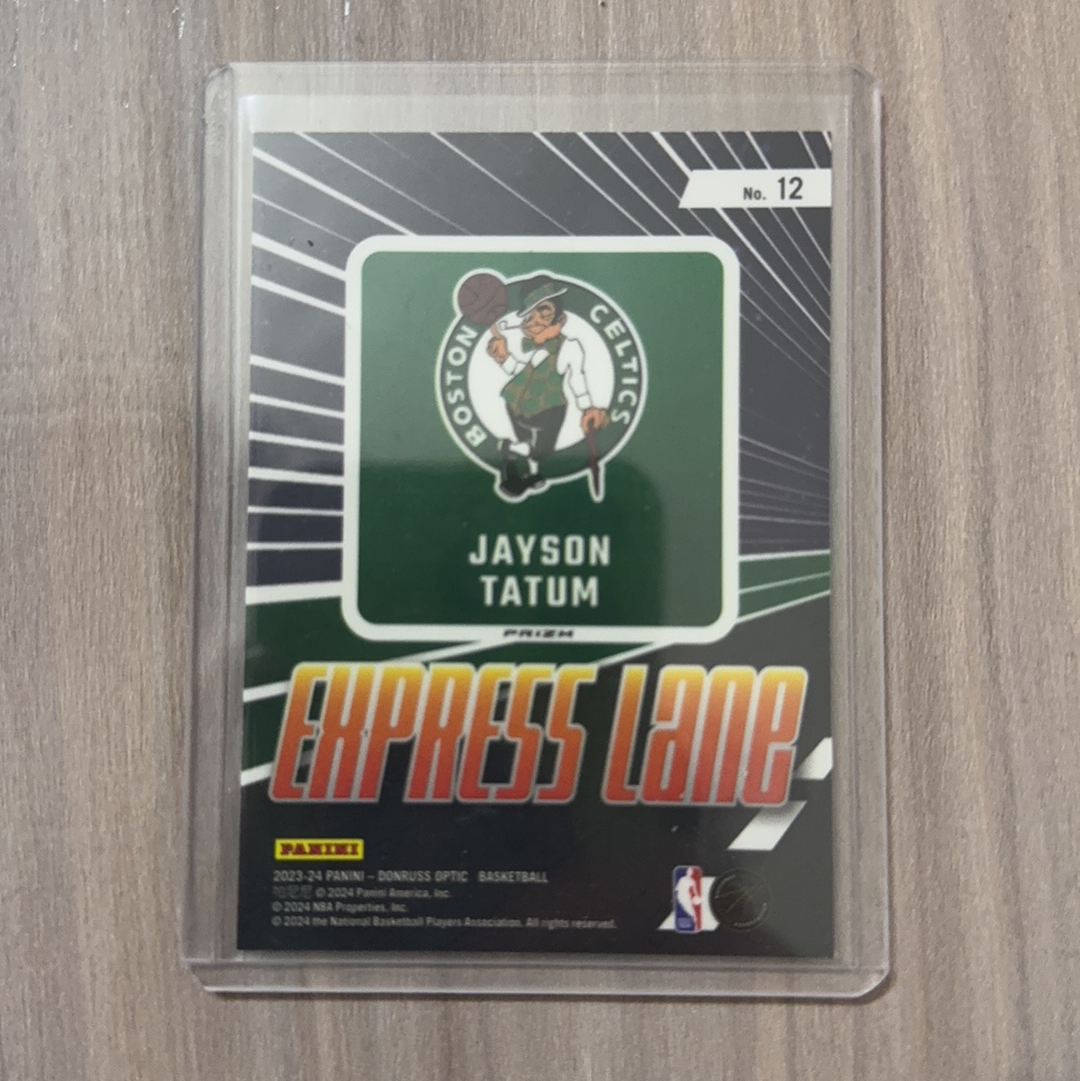 No. 12
BOSTON CELTICS
JAYSON
TATUM
PRIZM
EXPRESS LANE
PANINI
2023-24 PANINI – DONRUSS OPTIC BASKETBALL
© 2024 Panini America, Inc.
© 2024 NBA Properties, Inc.
© 2024 the National Basketball Players Association. All rights reserved.